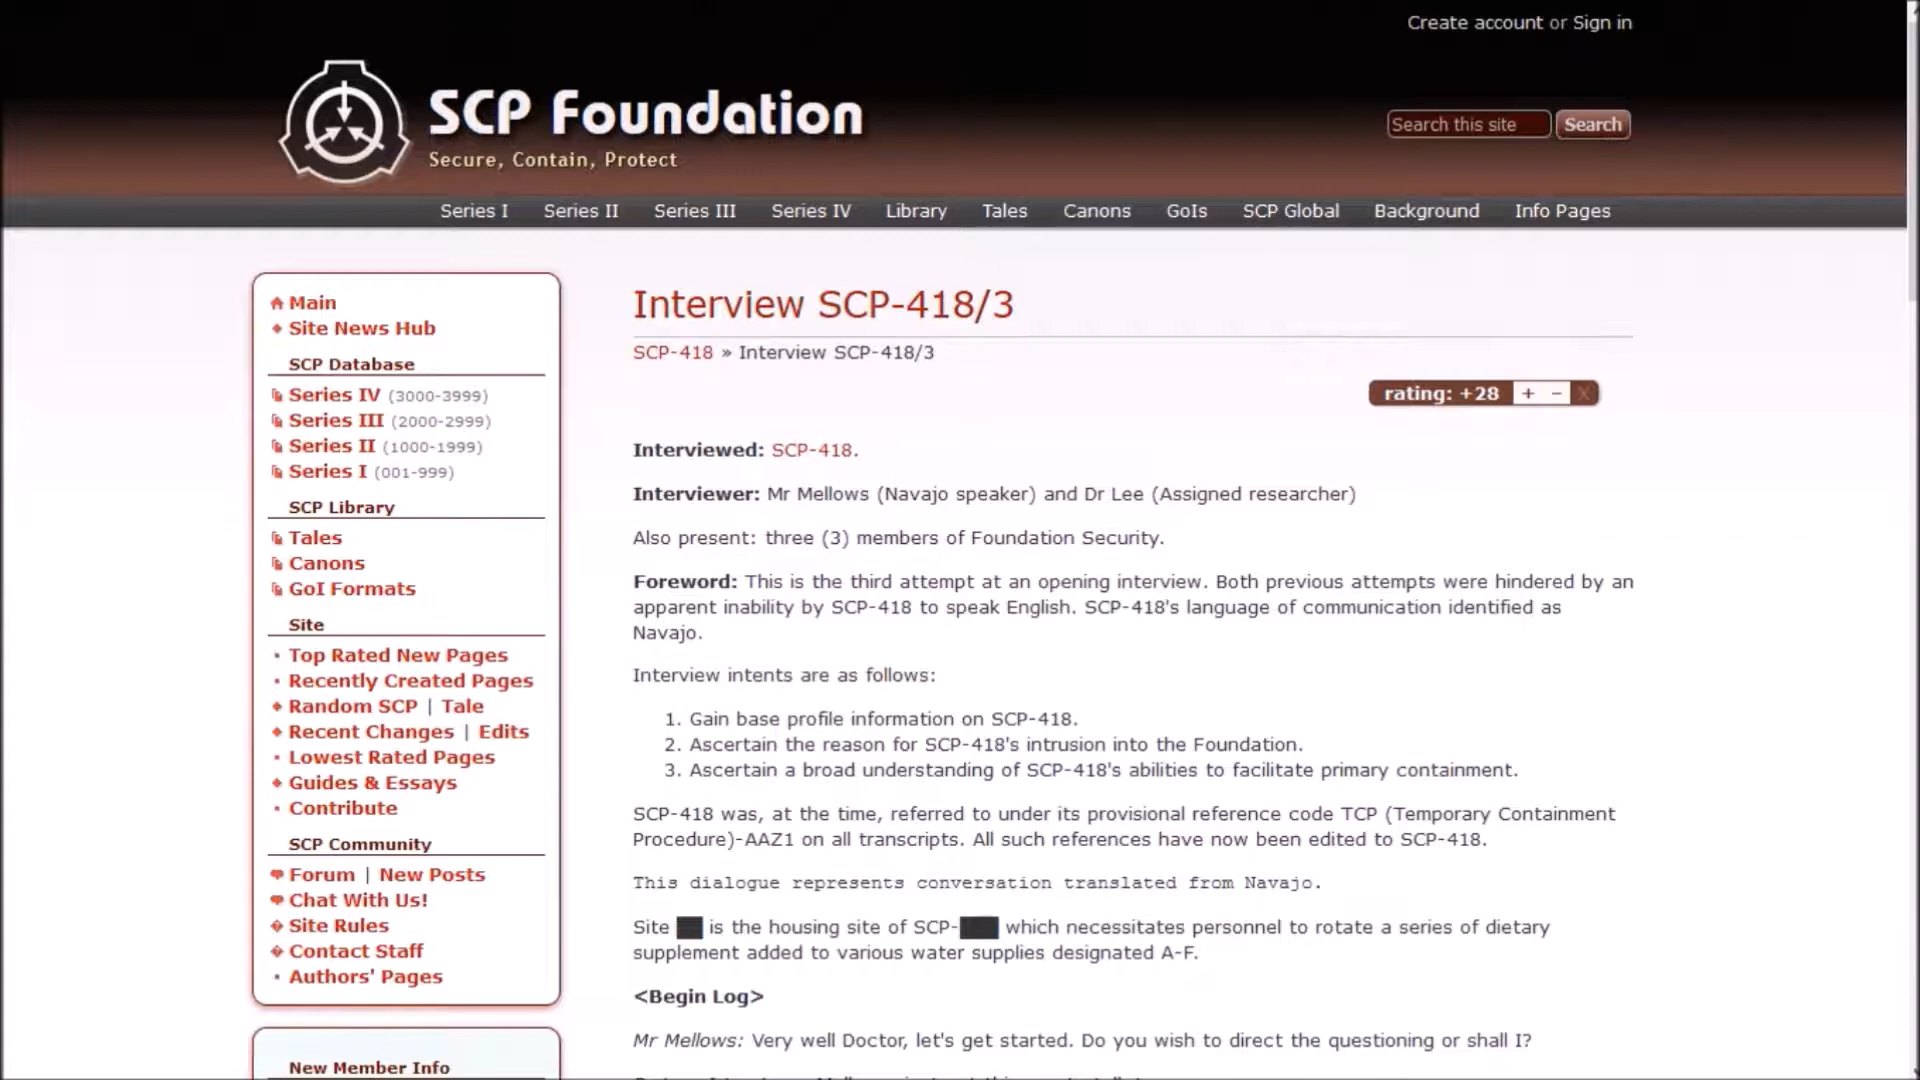 Create account or Sign in
SCP Foundation
Secure, Contain, Protect
Search this site
Search
Series I Series II Series III Series IV Library Tales Canons GoIs SCP Global Background Info Pages
Main
Site News Hub
SCP Database
Series IV (3000-3999)
Series III (2000-2999)
Series II (1000-1999)
Series I (001-999)
SCP Library
Tales
Canons
GoI Formats
Site
Top Rated New Pages
Recently Created Pages
Random SCP | Tale
Recent Changes | Edits
Lowest Rated Pages
Guides & Essays
Contribute
SCP Community
Forum | New Posts
Chat With Us!
Site Rules
Contact Staff
Authors' Pages
New Member Info
Interview SCP-418/3
SCP-418 » Interview SCP-418/3
rating: +28 + − X
Interviewed: SCP-418.
Interviewer: Mr Mellows (Navajo speaker) and Dr Lee (Assigned researcher)
Also present: three (3) members of Foundation Security.
Foreword: This is the third attempt at an opening interview. Both previous attempts were hindered by an
apparent inability by SCP-418 to speak English. SCP-418's language of communication identified as
Navajo.
Interview intents are as follows:
1. Gain base profile information on SCP-418.
2. Ascertain the reason for SCP-418's intrusion into the Foundation.
3. Ascertain a broad understanding of SCP-418's abilities to facilitate primary containment.
SCP-418 was, at the time, referred to under its provisional reference code TCP (Temporary Containment
Procedure)-AAZ1 on all transcripts. All such references have now been edited to SCP-418.
This dialogue represents conversation translated from Navajo.
Site ██ is the housing site of SCP-███ which necessitates personnel to rotate a series of dietary
supplement added to various water supplies designated A-F.
<Begin Log>
Mr Mellows: Very well Doctor, let's get started. Do you wish to direct the questioning or shall I?